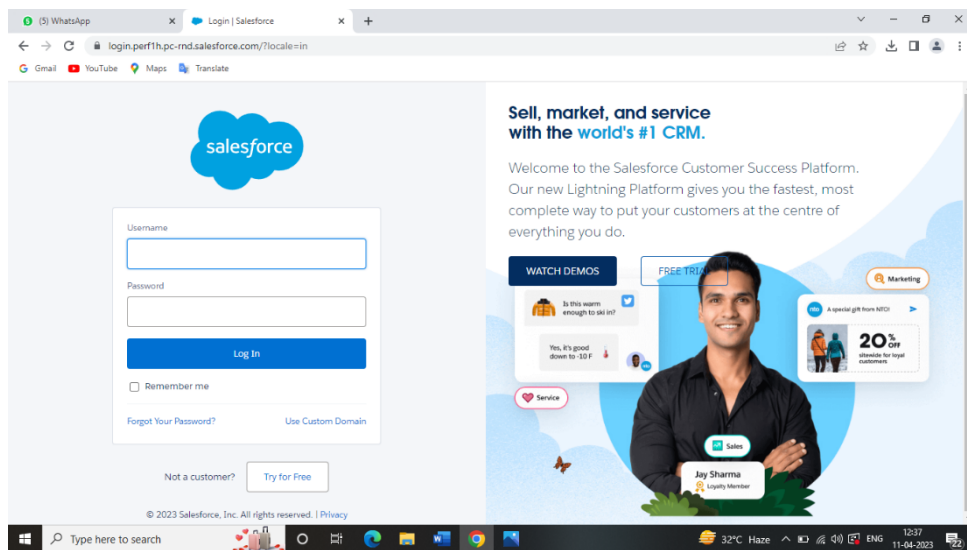 (5) WhatsApp
Login | Salesforce
login.perf1h.pc-rnd.salesforce.com/?locale=in
Gmail YouTube Maps Translate
salesforce
Username
Password
Log In
Remember me
Forgot Your Password? Use Custom Domain
Not a customer? Try for Free
© 2023 Salesforce, Inc. All rights reserved. | Privacy
Sell, market, and service
with the world's #1 CRM.
Welcome to the Salesforce Customer Success Platform.
Our new Lightning Platform gives you the fastest, most
complete way to put your customers at the centre of
everything you do.
WATCH DEMOS
FREE TRIAL
Marketing
Is this warm
enough to ski in?
Yes, it's good
down to -10 F
nto
Service
nto
A special gift from NTO!
20% OFF
sitewide for loyal
customers
Sales
Jay Sharma
Loyalty Member
Type here to search
32°C Haze
ENG
12:37
11-04-2023
22